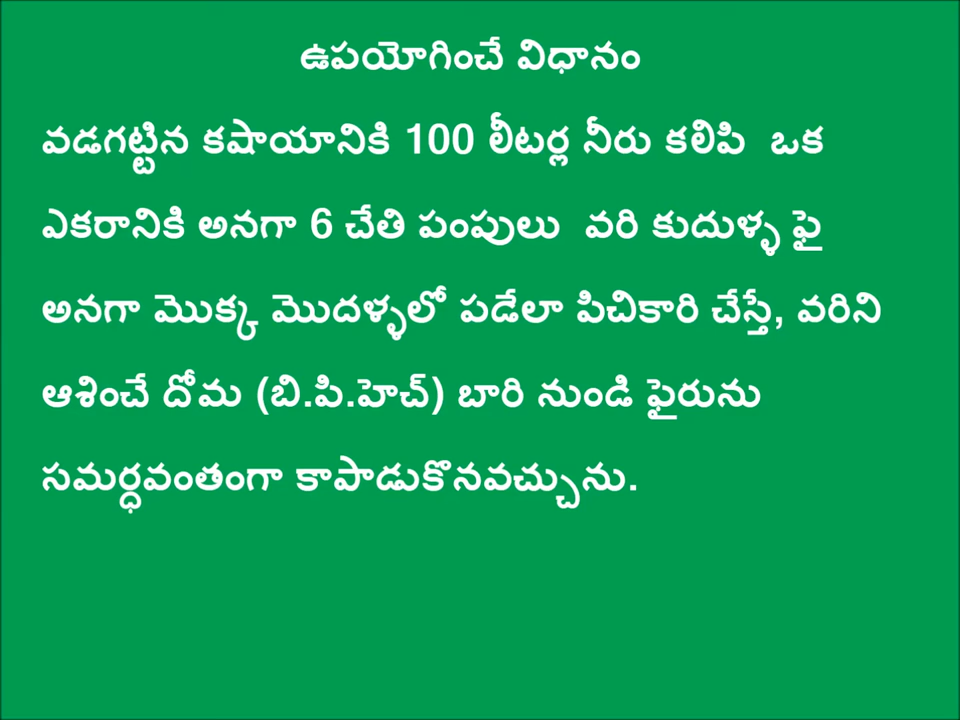 ఉపయోగించే విధానం
వడగట్టిన కషాయానికి 100 లీటర్ల నీరు కలిపి ఒక
ఎకరానికి అనగా 6 చేతి పంపులు వరి కుదుళ్ళ ఫై
అనగా మొక్క మొదళ్ళలో పడేలా పిచికారి చేస్తే, వరిని
ఆశించే దోమ (బి.పి.హెచ్) బారి నుండి ఫైరును
సమర్ధవంతంగా కాపాడుకొనవచ్చును.